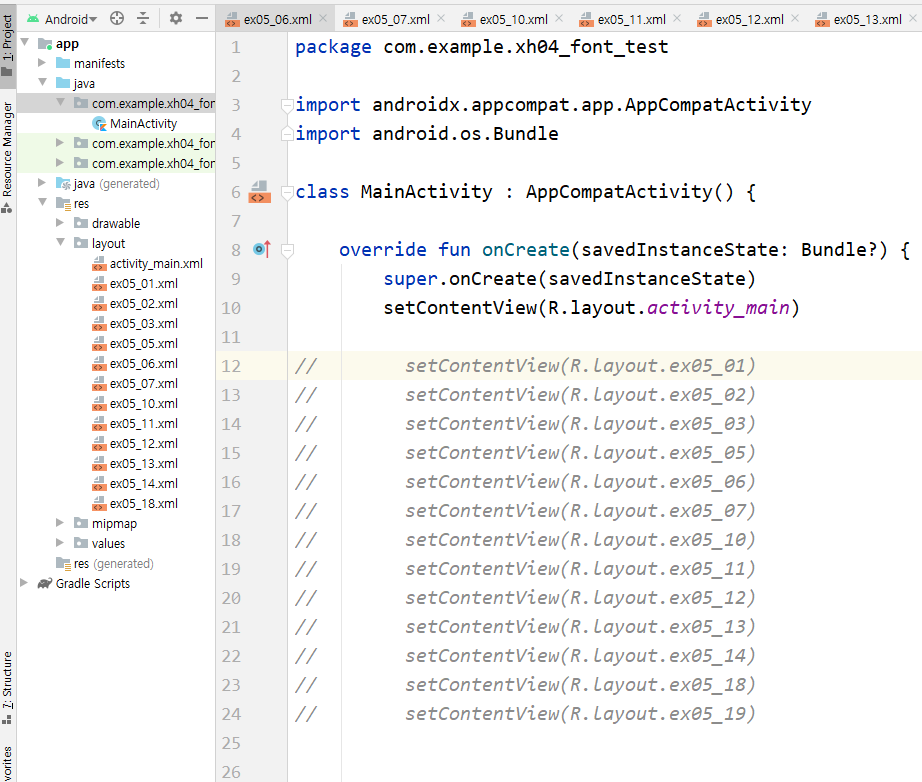 Android
ex05_06.xml
ex05_07.xml
ex05_10.xml
ex05_11.xml
ex05_12.xml
ex05_13.xml
1: Project
Resource Manager
7: Structure
app
manifests
java
com.example.xh04_for
MainActivity
com.example.xh04_for
com.example.xh04_for
java (generated)
res
drawable
layout
activity_main.xml
ex05_01.xml
ex05_02.xml
ex05_03.xml
ex05_05.xml
ex05_06.xml
ex05_07.xml
ex05_10.xml
ex05_11.xml
ex05_12.xml
ex05_13.xml
ex05_14.xml
ex05_18.xml
mipmap
values
res (generated)
Gradle Scripts
1 package com.example.xh04_font_test
2
3 import androidx.appcompat.app.AppCompatActivity
4 import android.os.Bundle
5
6 class MainActivity : AppCompatActivity() {
7
8 override fun onCreate(savedInstanceState: Bundle?) {
9 super.onCreate(savedInstanceState)
10 setContentView(R.layout.activity_main)
11
12 // setContentView(R.layout.ex05_01)
13 // setContentView(R.layout.ex05_02)
14 // setContentView(R.layout.ex05_03)
15 // setContentView(R.layout.ex05_05)
16 // setContentView(R.layout.ex05_06)
17 // setContentView(R.layout.ex05_07)
18 // setContentView(R.layout.ex05_10)
19 // setContentView(R.layout.ex05_11)
20 // setContentView(R.layout.ex05_12)
21 // setContentView(R.layout.ex05_13)
22 // setContentView(R.layout.ex05_14)
23 // setContentView(R.layout.ex05_18)
24 // setContentView(R.layout.ex05_19)
25
26